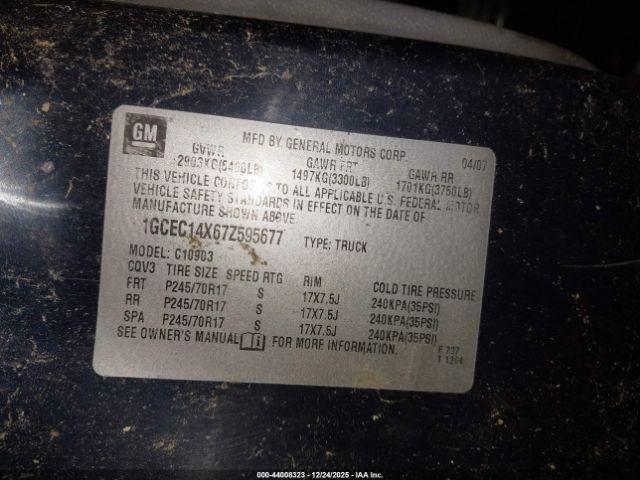 GM
MFD BY GENERAL MOTORS CORP 04/07
GVWR GAWR FRT GAWR RR
2903KG(6400LB) 1497KG(3300LB) 1701KG(3750LB)
THIS VEHICLE CONFORMS TO ALL APPLICABLE U.S. FEDERAL MOTOR
VEHICLE SAFETY STANDARDS IN EFFECT ON THE DATE OF
MANUFACTURE SHOWN ABOVE.
1GCEC14X67Z595677 TYPE: TRUCK
MODEL: C10903
CQV3 TIRE SIZE SPEED RTG RIM COLD TIRE PRESSURE
FRT P245/70R17 S 17X7.5J 240KPA(35PSI)
RR P245/70R17 S 17X7.5J 240KPA(35PSI)
SPA P245/70R17 S 17X7.5J 240KPA(35PSI)
SEE OWNER'S MANUAL FOR MORE INFORMATION.
000-44008323 - 12/24/2025 - IAA Inc.